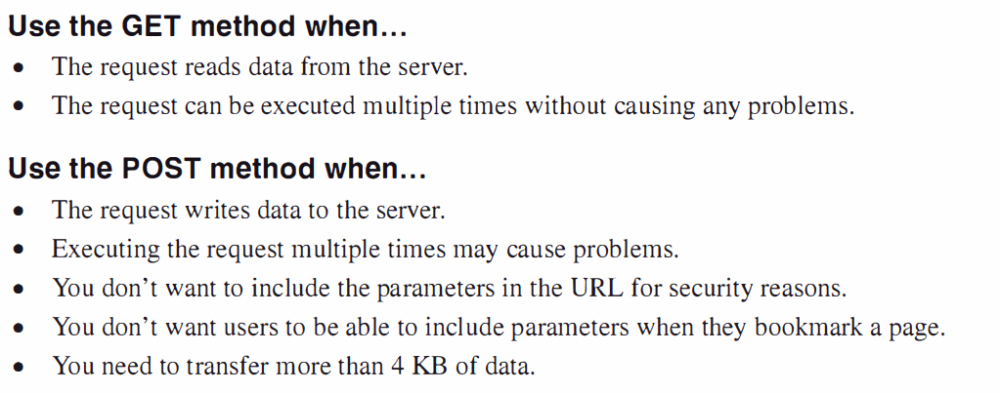 Use the GET method when…
• The request reads data from the server.
• The request can be executed multiple times without causing any problems.
Use the POST method when…
• The request writes data to the server.
• Executing the request multiple times may cause problems.
• You don’t want to include the parameters in the URL for security reasons.
• You don’t want users to be able to include parameters when they bookmark a page.
• You need to transfer more than 4 KB of data.